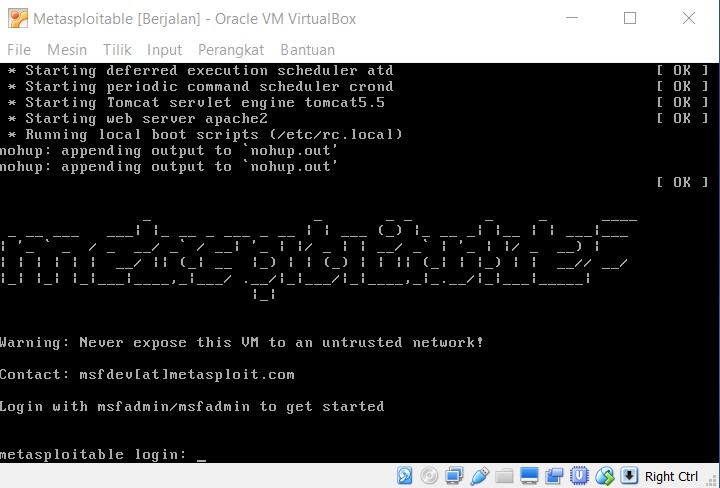 Metasploitable [Berjalan] - Oracle VM VirtualBox
File Mesin Tilik Input Perangkat Bantuan
* Starting deferred execution scheduler atd [ OK ]
* Starting periodic command scheduler crond [ OK ]
* Starting Tomcat servlet engine tomcat5.5 [ OK ]
* Starting web server apache2 [ OK ]
* Running local boot scripts (/etc/rc.local)
nohup: appending output to `nohup.out'
nohup: appending output to `nohup.out'
[ OK ]
metasploitable2
Warning: Never expose this VM to an untrusted network!
Contact: msfdev[at]metasploit.com
Login with msfadmin/msfadmin to get started
metasploitable login: _
Right Ctrl